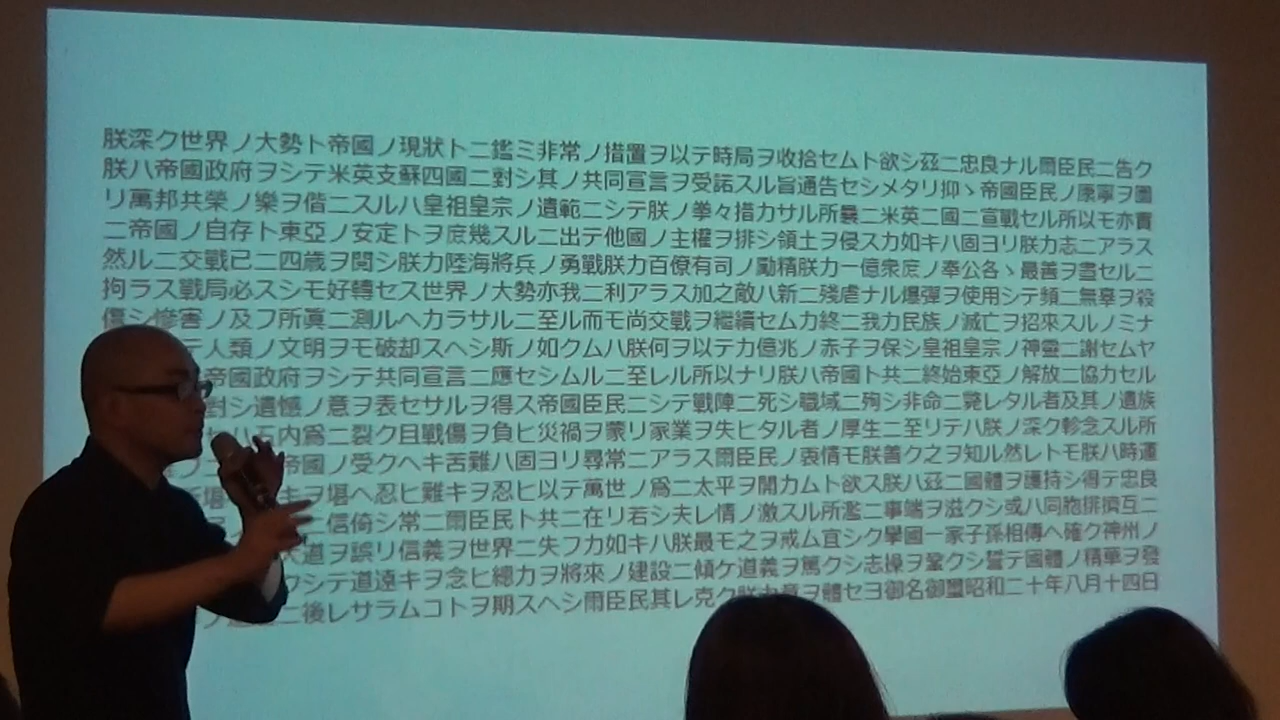 朕深ク世界ノ大勢ト帝國ノ現狀トニ鑑ミ非常ノ措置ヲ以テ時局ヲ收拾セムト欲シ茲ニ忠良ナル爾臣民ニ告ク
朕ハ帝國政府ヲシテ米英支蘇四國ニ對シ其ノ共同宣言ヲ受諾スル旨通告セシメタリ抑ゝ帝國臣民ノ康寧ヲ圖
リ萬邦共榮ノ樂ヲ偕ニスルハ皇祖皇宗ノ遺範ニシテ朕ノ拳々措カサル所曩ニ米英二國ニ宣戰セル所以モ亦實
ニ帝國ノ自存ト東亞ノ安定トヲ庶幾スルニ出テ他國ノ主權ヲ排シ領土ヲ侵スカ如キハ固ヨリ朕カ志ニアラス
然ルニ交戰已ニ四歳ヲ閲シ朕カ陸海將兵ノ勇戰朕カ百僚有司ノ勵精朕カ一億衆庶ノ奉公各ゝ最善ヲ盡セルニ
拘ラス戰局必スシモ好轉セス世界ノ大勢亦我ニ利アラス加之敵ハ新ニ残虐ナル爆彈ヲ使用シテ頻ニ無辜ヲ殺
傷シ慘害ノ及フ所眞ニ測ルヘカラサルニ至ル而モ尚交戰ヲ繼續セムカ終ニ我カ民族ノ滅亡ヲ招來スルノミナ
テ人類ノ文明ヲモ破却スヘシ斯ノ如クムハ朕何ヲ以テカ億兆ノ赤子ヲ保シ皇祖皇宗ノ神靈ニ謝セムヤ
帝國政府ヲシテ共同宣言ニ應セシムルニ至レル所以ナリ朕ハ帝國ト共ニ終始東亞ノ解放ニ協力セル
對シ遺憾ノ意ヲ表セサルヲ得ス帝國臣民ニシテ戰陣ニ死シ職域ニ殉シ非命ニ斃レタル者及其ノ遺族
ハ五内爲ニ裂ク且戰傷ヲ負ヒ災禍ヲ蒙リ家業ヲ失ヒタル者ノ厚生ニ至リテハ朕ノ深ク軫念スル所
帝國ノ受クヘキ苦難ハ固ヨリ尋常ニアラス爾臣民ノ衷情モ朕善ク之ヲ知ル然レトモ朕ハ時運
堪 キヲ堪ヘ忍ヒ難キヲ忍ヒ以テ萬世ノ爲ニ太平ヲ開カムト欲ス朕ハ茲ニ國體ヲ護持シ得テ忠良
信倚シ常ニ爾臣民ト共ニ在リ若シ夫レ情ノ激スル所濫ニ事端ヲ滋クシ或ハ同胞排擠互ニ
大道ヲ誤リ信義ヲ世界ニ失フカ如キハ朕最モ之ヲ戒ム宜シク擧國一家子孫相傳ヘ確ク神州ノ
クシテ道遠キヲ念ヒ總力ヲ將來ノ建設ニ傾ケ道義ヲ篤クシ志操ヲ鞏クシ誓テ國體ノ精華ヲ發
ニ後レサラムコトヲ期スヘシ爾臣民其レ克ク朕カ意ヲ體セヨ御名御璽昭和二十年八月十四日